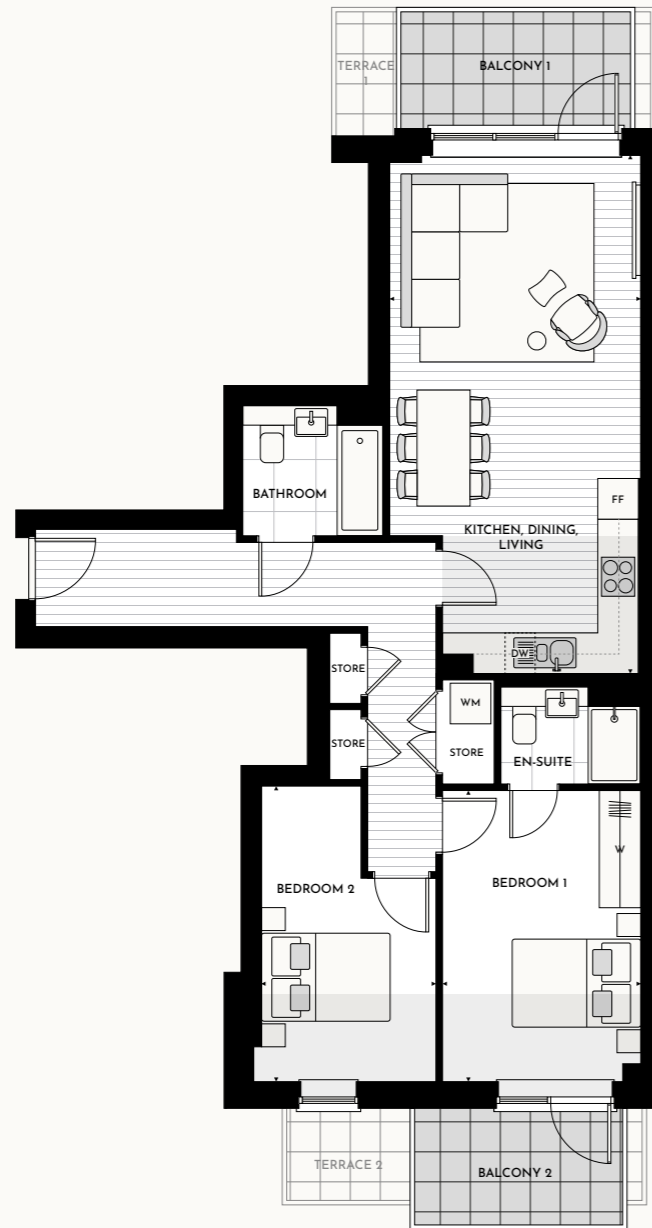 TERRACE
1
BALCONY 1
BATHROOM
FF
KITCHEN, DINING,
LIVING
DW
STORE
WM
STORE
STORE
EN-SUITE
W
BEDROOM 1
BEDROOM 2
TERRACE 2
BALCONY 2